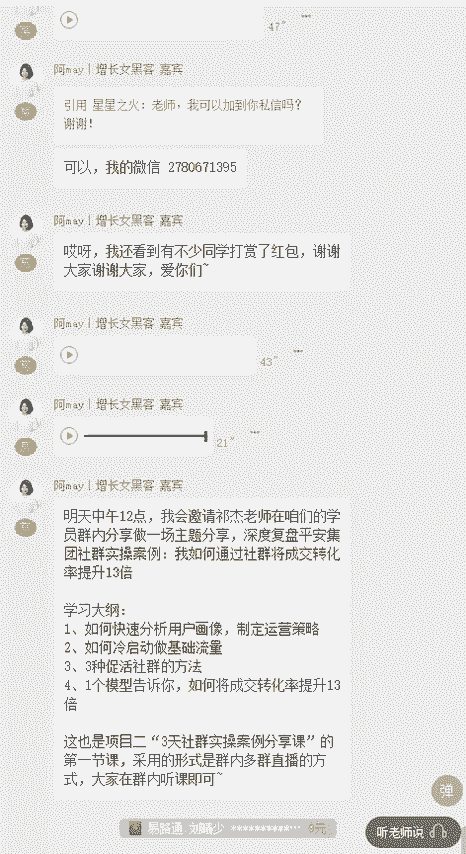 47"
阿may｜增长女黑客 嘉宾
引用 星星之火：老师，我可以加到你私信吗？
谢谢！
可以，我的微信 2780671395
阿may｜增长女黑客 嘉宾
哎呀，我还看到有不少同学打赏了红包，谢谢
大家谢谢大家，爱你们~
阿may｜增长女黑客 嘉宾
43"
阿may｜增长女黑客 嘉宾
21"
阿may｜增长女黑客 嘉宾
明天中午12点，我会邀请祁杰老师在咱们的学
员群内分享做一场主题分享，深度复盘平安集
团社群实操案例：我如何通过社群将成交转化
率提升13倍
学习大纲：
1、如何快速分析用户画像，制定运营策略
2、如何冷启动做基础流量
3、3种促活社群的方法
4、1个模型告诉你，如何将成交转化率提升13
倍
这也是项目二“3天社群实操案例分享课”的
第一节课，采用的形式是群内多群直播的方
式，大家在群内听课即可~
弹
易路通 刘 少 **********… 9元
听老师说